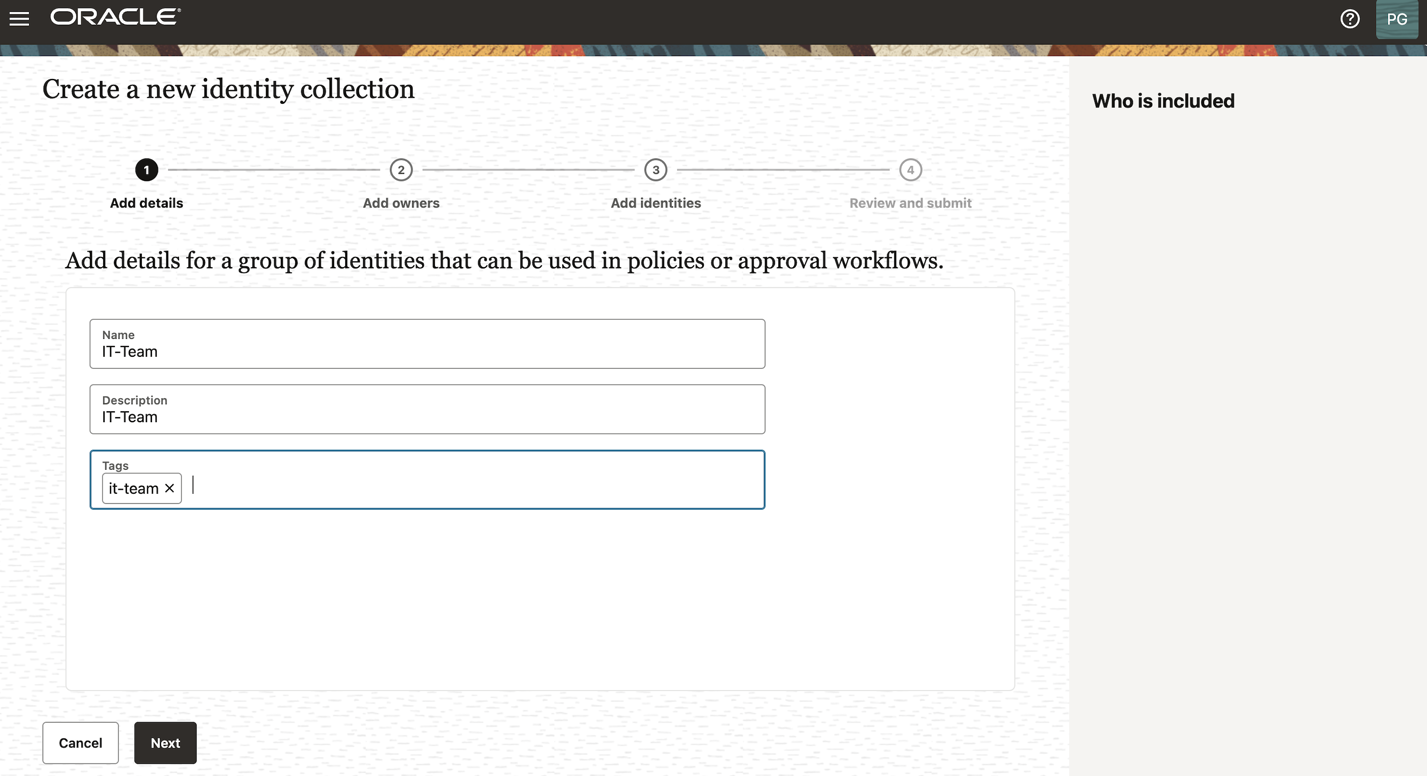 ORACLE
PG
Create a new identity collection
Who is included
1
2
3
4
Add details
Add owners
Add identities
Review and submit
Add details for a group of identities that can be used in policies or approval workflows.
Name
IT-Team
Description
IT-Team
Tags
it-team
Cancel
Next